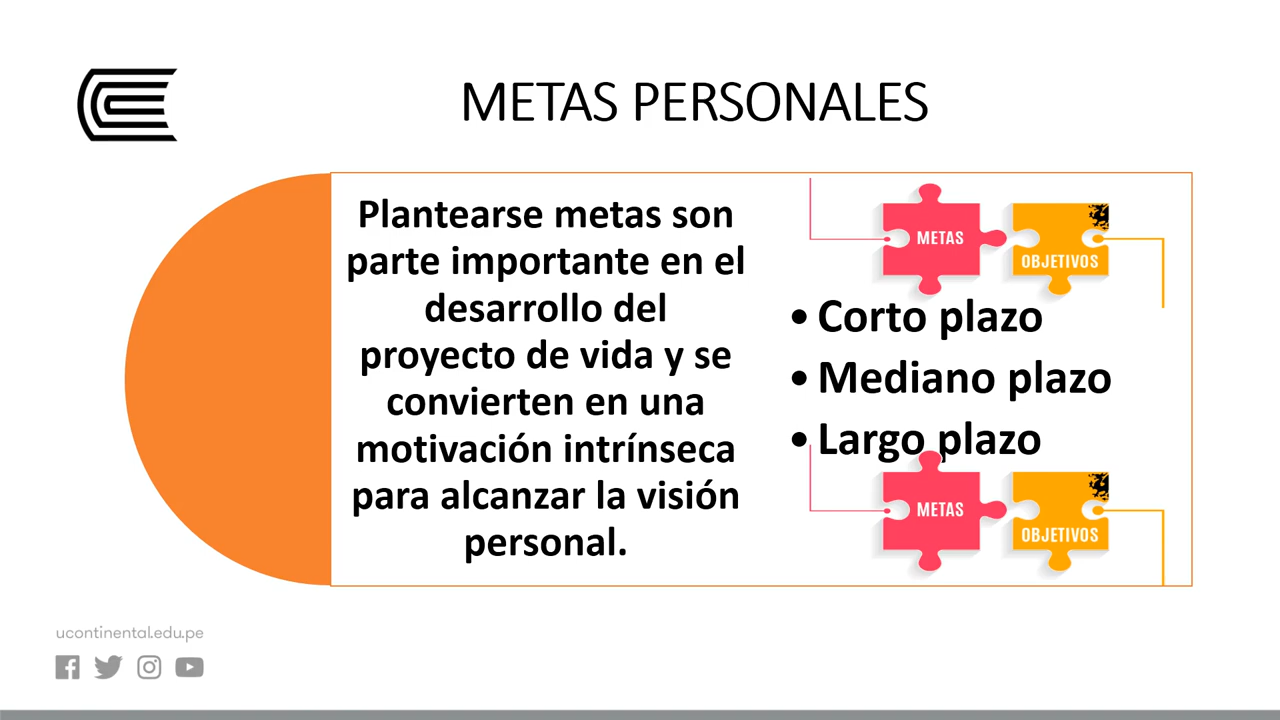 METAS PERSONALES
Plantearse metas son
parte importante en el
desarrollo del
proyecto de vida y se
convierten en una
motivación intrínseca
para alcanzar la visión
personal.
METAS
OBJETIVOS
• Corto plazo
• Mediano plazo
• Largo plazo
METAS
OBJETIVOS
ucontinental.edu.pe